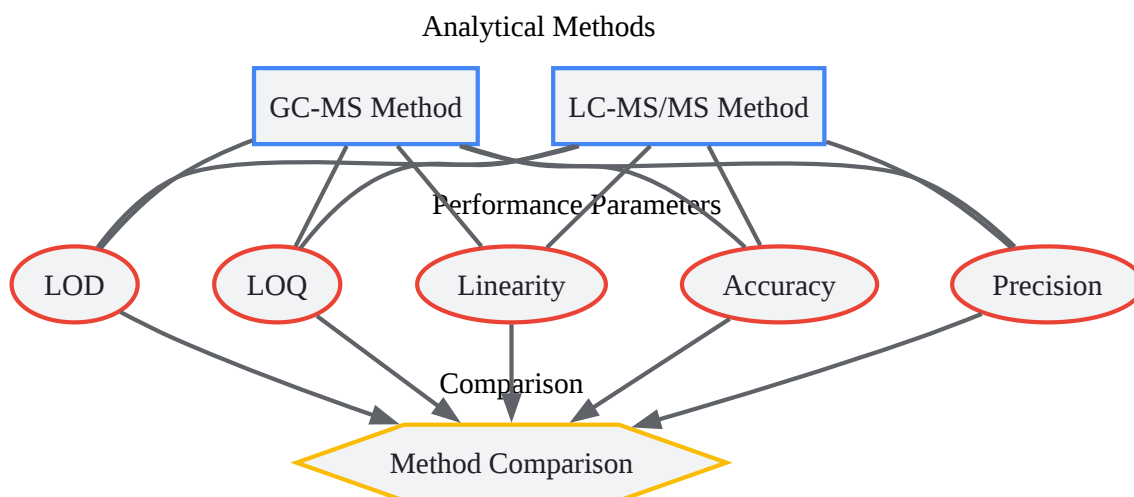 Analytical Methods
GC-MS Method
LC-MS/MS Method
Performance Parameters
LOD
LOQ
Linearity
Accuracy
Precision
Comparison
Method Comparison